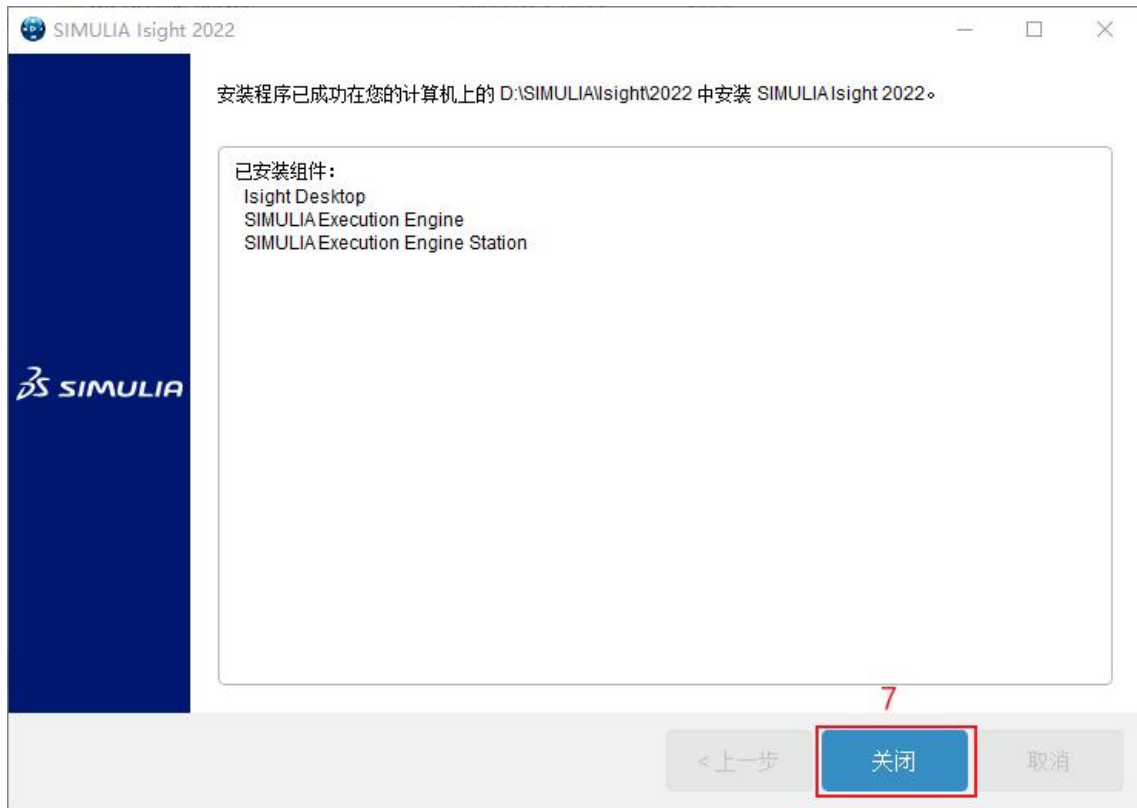 SIMULIA Isight 2022
安装程序已成功在您的计算机上的 D:\SIMULIA\Isight\2022 中安装 SIMULIA Isight 2022。
已安装组件：
Isight Desktop
SIMULIA Execution Engine
SIMULIA Execution Engine Station
SIMULIA
7
<上一步 关闭 取消